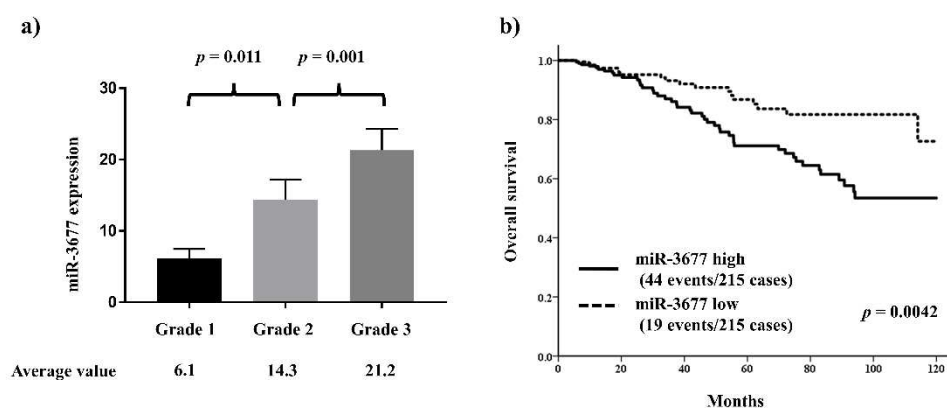 a)
p = 0.011
p = 0.001
30
20
10
0
miR-3677 expression
Grade 1 Grade 2 Grade 3
Average value 6.1 14.3 21.2
b)
1.0
0.8
0.6
0.4
1.0
0.0
Overall survival
miR-3677 high
(44 events/215 cases)
miR-3677 low
(19 events/215 cases)
p = 0.0042
0 20 40 60 80 100 120
Months